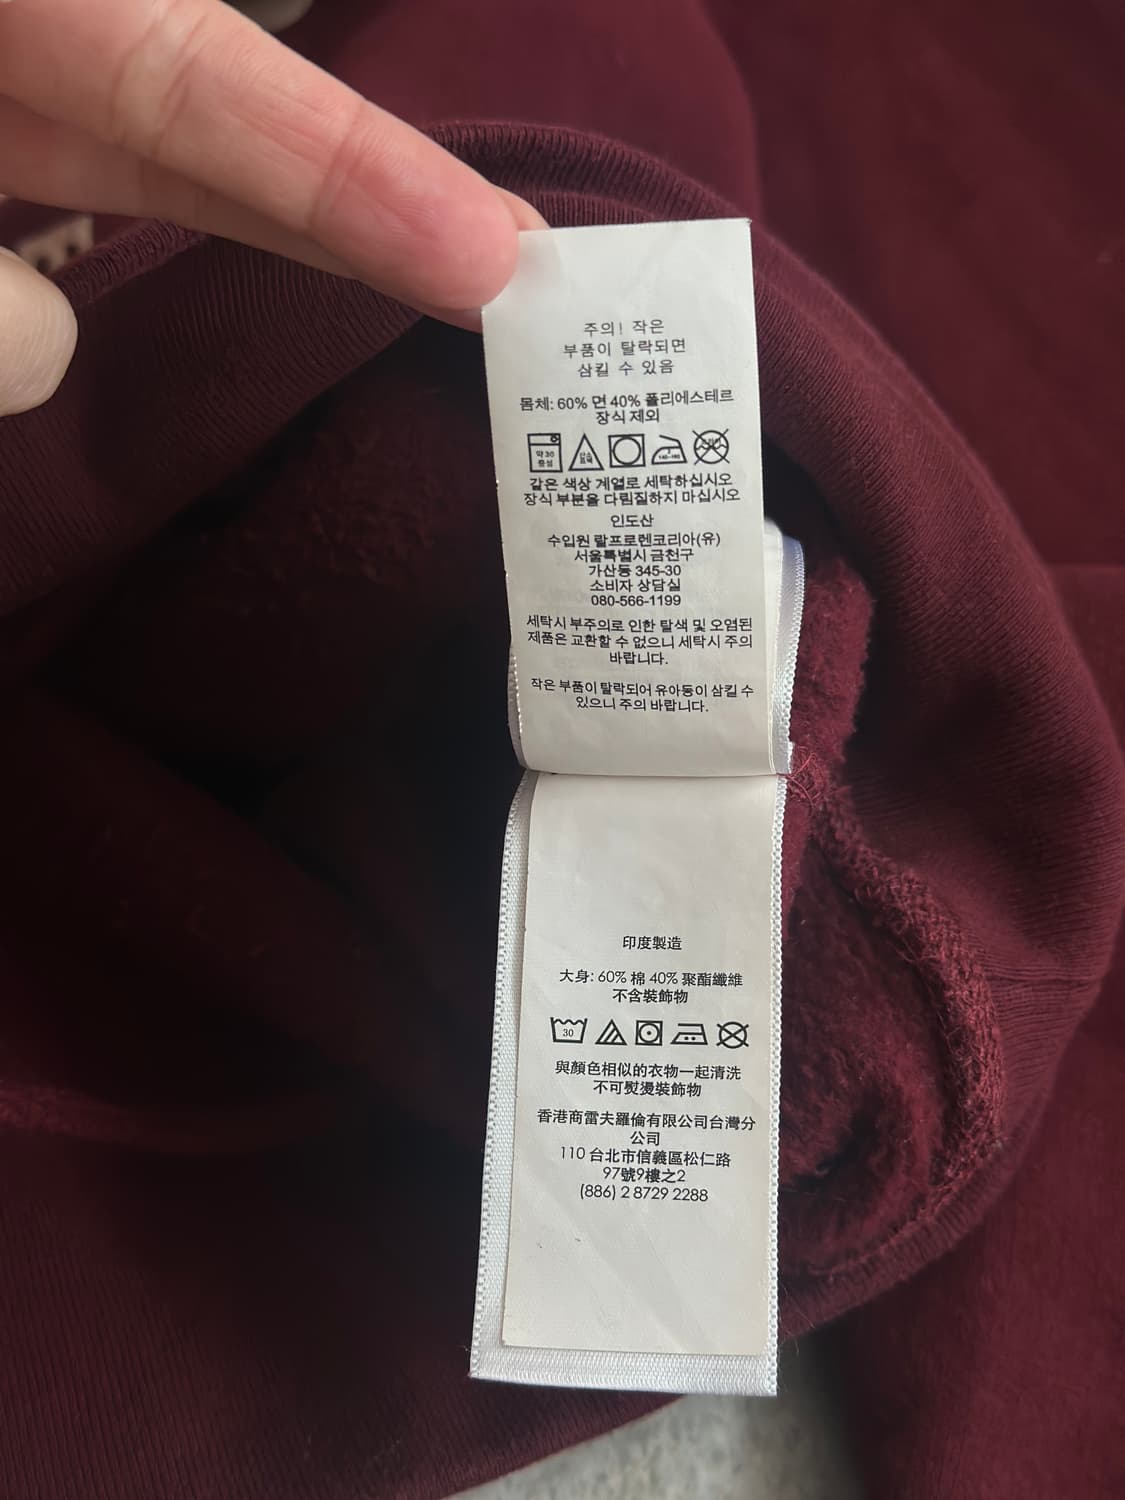 주의! 작은
부품이 탈락되면
삼킬 수 있음
몸체: 60% 면 40% 폴리에스테르
장식 제외
약 30
중성
산소
표백
140~160
같은 색상 계열로 세탁하십시오
장식 부분을 다림질하지 마십시오
인도산
수입원 랄프로렌코리아(유)
서울특별시 금천구
가산동 345-30
소비자 상담실
080-566-1199
세탁시 부주의로 인한 탈색 및 오염된
제품은 교환할 수 없으니 세탁시 주의
바랍니다.
작은 부품이 탈락되어 유아동이 삼킬 수
있으니 주의 바랍니다.
印度製造
大身: 60% 棉 40% 聚酯纖維
不含裝飾物
30
與顏色相似的衣物一起清洗
不可熨燙裝飾物
香港商雷夫羅倫有限公司台灣分
公司
110 台北市信義區松仁路
97號9樓之2
(886) 2 8729 2288